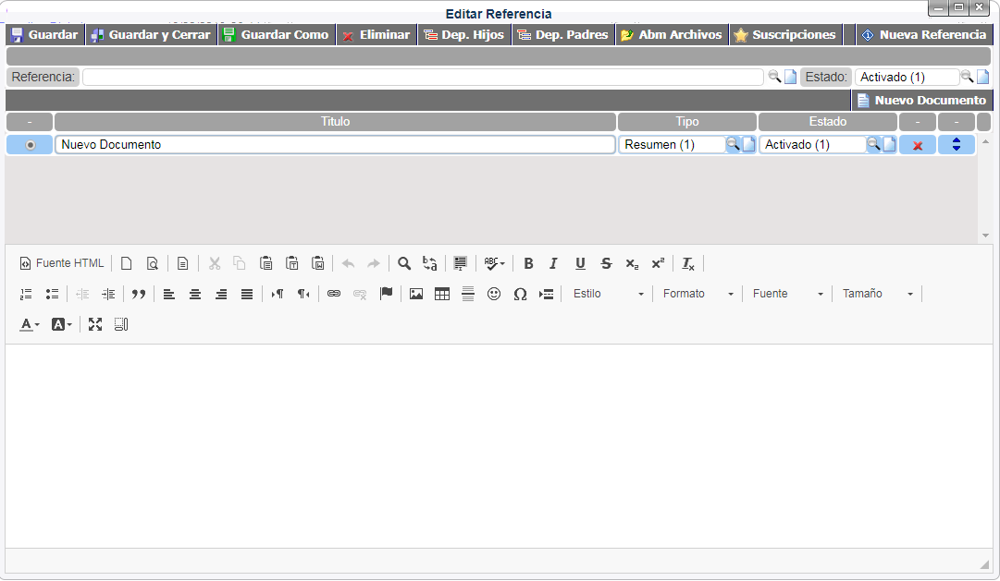 Editar Referencia
Guardar Guardar y Cerrar Guardar Como Eliminar Dep. Hijos Dep. Padres Abm Archivos Suscripciones Nueva Referencia
Referencia: Estado: Activado (1)
Nuevo Documento
- Titulo Tipo Estado - -
Nuevo Documento Resumen (1) Activado (1)
Fuente HTML
Estilo Formato Fuente Tamaño